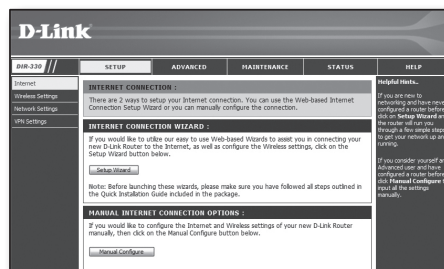 D-Link
DIR-330
SETUP
ADVANCED
MAINTENANCE
STATUS
HELP
Internet
Wireless Settings
Network Settings
VPN Settings
INTERNET CONNECTION :
There are 2 ways to setup your Internet connection. You can use the Web-based Internet
Connection Setup Wizard or you can manually configure the connection.
INTERNET CONNECTION WIZARD :
If you would like to utilize our easy to use Web-based Wizards to assist you in connecting your
new D-Link Router to the Internet, as well as configure the Wireless settings, click on the
Setup Wizard button below.
Setup Wizard
Note: Before launching these wizards, please make sure you have followed all steps outlined in
the Quick Installation Guide included in the package.
MANUAL INTERNET CONNECTION OPTIONS :
If you would like to configure the Internet and Wireless settings of your new D-Link Router
manually, then click on the Manual Configure button below.
Manual Configure
Helpful Hints..
If you are new to
networking and have neve
configured a router before
click on Setup Wizard an
the router will run you
through a few simple steps
to get your network up an
running.
If you consider yourself a
Advanced user and have
configured a router before
click Manual Configure t
input all the settings
manually.